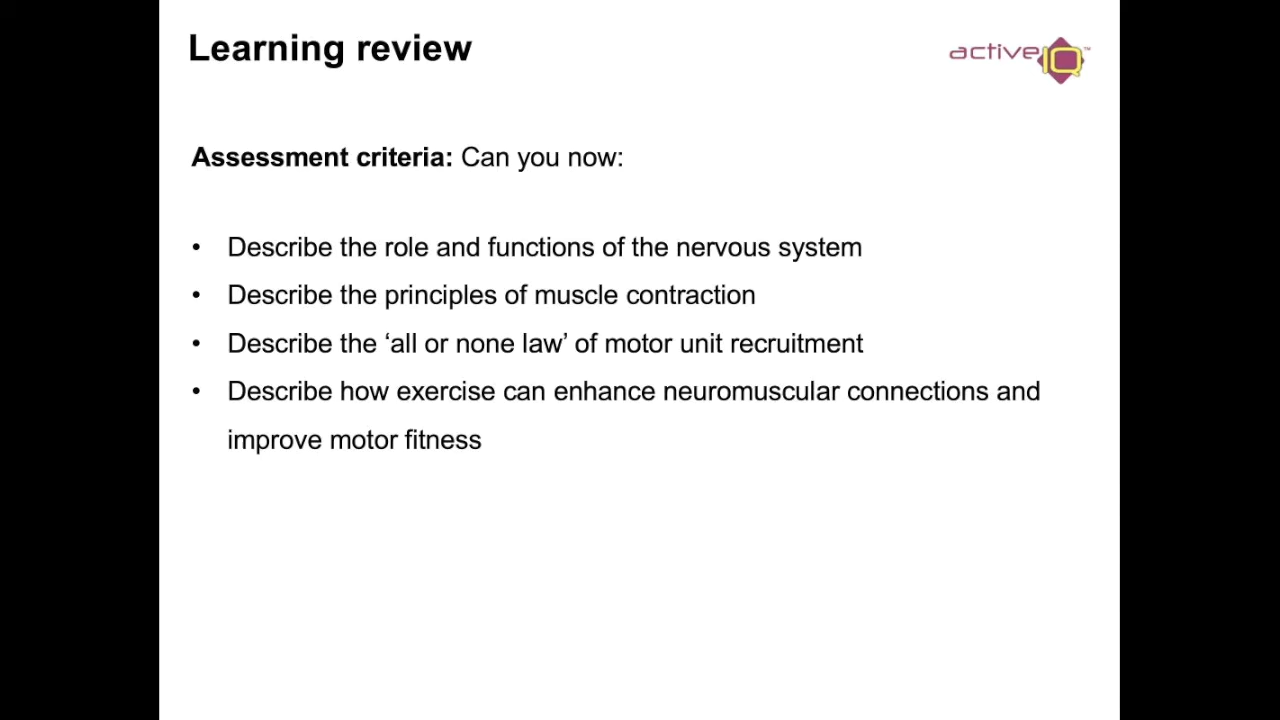 Learning review
active IQ™
Assessment criteria: Can you now:
• Describe the role and functions of the nervous system
• Describe the principles of muscle contraction
• Describe the ‘all or none law’ of motor unit recruitment
• Describe how exercise can enhance neuromuscular connections and
improve motor fitness